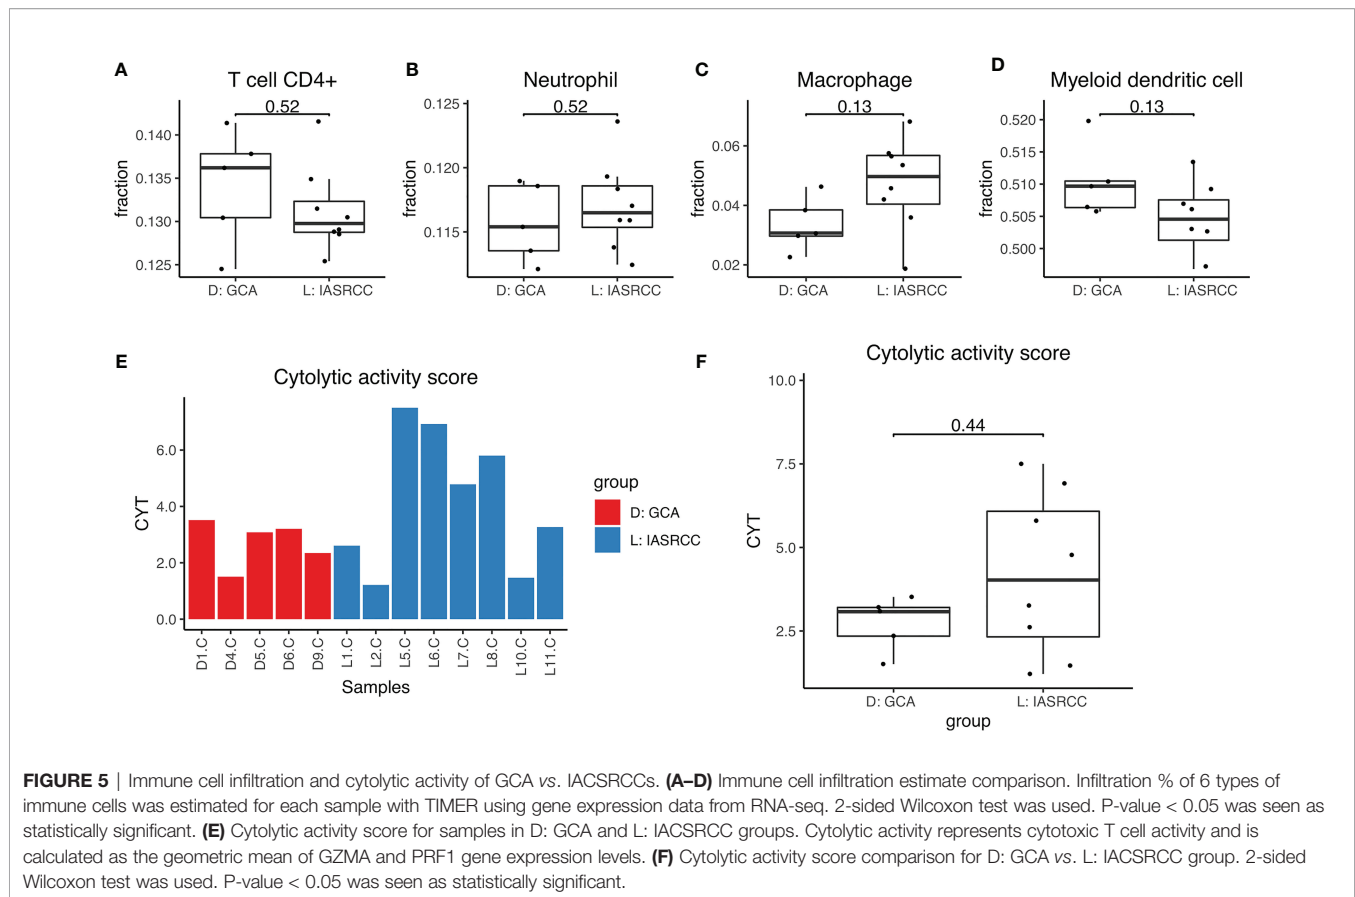 A
T cell CD4+
0.52
0.140
0.135
0.130
0.125
fraction
D: GCA
L: IASRCC
B
Neutrophil
0.52
0.125
0.120
0.115
fraction
D: GCA
L: IASRCC
C
Macrophage
0.13
0.06
0.04
0.02
fraction
D: GCA
L: IASRCC
D
Myeloid dendritic cell
0.13
0.520
0.515
0.510
0.505
0.500
fraction
D: GCA
L: IASRCC
E
Cytolytic activity score
6.0
4.0
2.0
0.0
CYT
D1.C
D4.C
D5.C
D6.C
D9.C
L1.C
L2.C
L5.C
L6.C
L7.C
L8.C
L10.C
L11.C
Samples
group
D: GCA
L: IASRCC
F
Cytolytic activity score
0.44
10.0
7.5
5.0
2.5
CYT
D: GCA
L: IASRCC
group
FIGURE 5 | Immune cell infiltration and cytolytic activity of GCA vs. IACSRCCs. (A–D) Immune cell infiltration estimate comparison. Infiltration % of 6 types of
immune cells was estimated for each sample with TIMER using gene expression data from RNA-seq. 2-sided Wilcoxon test was used. P-value < 0.05 was seen as
statistically significant. (E) Cytolytic activity score for samples in D: GCA and L: IACSRCC groups. Cytolytic activity represents cytotoxic T cell activity and is
calculated as the geometric mean of GZMA and PRF1 gene expression levels. (F) Cytolytic activity score comparison for D: GCA vs. L: IACSRCC group. 2-sided
Wilcoxon test was used. P-value < 0.05 was seen as statistically significant.